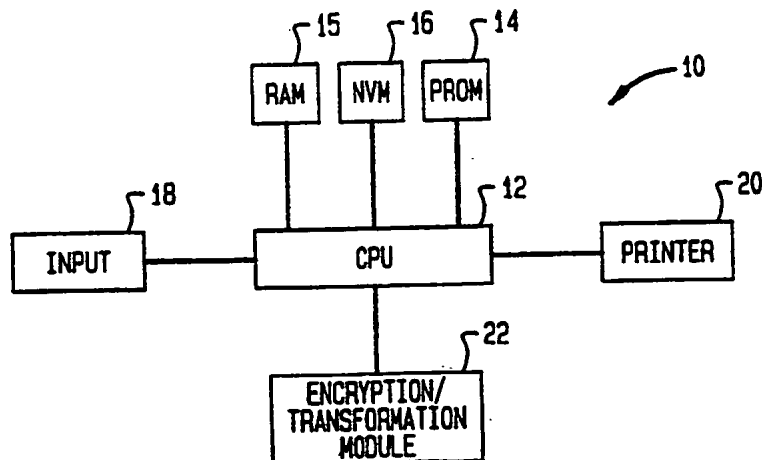 15
16
14
10
RAM
NVM
PROM
18
12
20
INPUT
CPU
PRINTER
22
ENCRYPTION/
TRANSFORMATION
MODULE